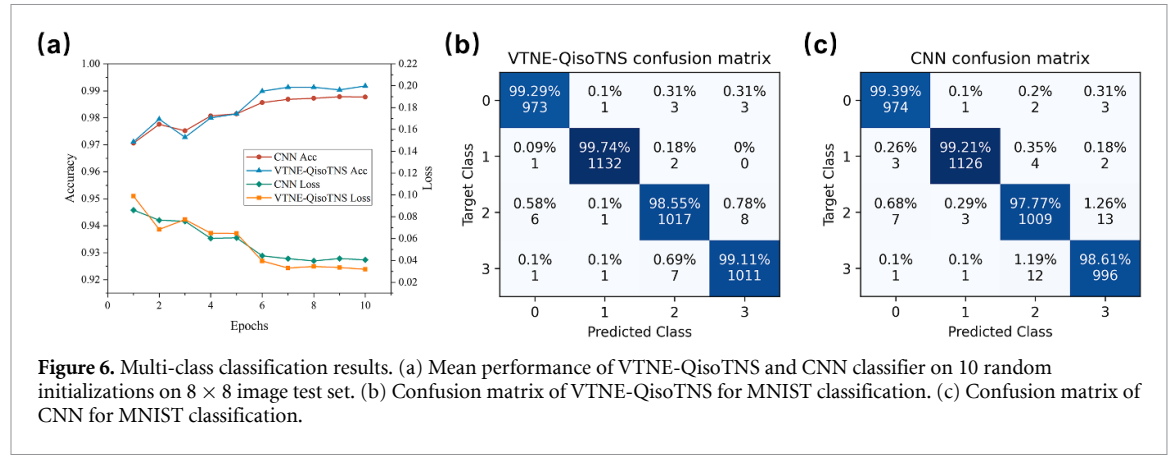 (a)
(b)
(c)
VTNE-QisoTNS confusion matrix
CNN confusion matrix
1.00
0.99
0.98
0.97
0.96
0.95
0.94
0.93
0.92
Accuracy
0.22
0.20
0.18
0.16
0.14
0.12
0.10
0.08
0.06
0.04
0.02
Loss
CNN Acc
VTNE-QisoTNS Acc
CNN Loss
VTNE-QisoTNS Loss
0 2 4 6 8 10
Epochs
Target Class
0
99.29% 0.1% 0.31% 0.31%
973 1 3 3
1
0.09% 99.74% 0.18% 0%
1 1132 2 0
2
0.58% 0.1% 98.55% 0.78%
6 1 1017 8
3
0.1% 0.1% 0.69% 99.11%
1 1 7 1011
0 1 2 3
Predicted Class
Target Class
0
99.39% 0.1% 0.2% 0.31%
974 1 2 3
1
0.26% 99.21% 0.35% 0.18%
3 1126 4 2
2
0.68% 0.29% 97.77% 1.26%
7 3 1009 13
3
0.1% 0.1% 1.19% 98.61%
1 1 12 996
0 1 2 3
Predicted Class
Figure 6. Multi-class classification results. (a) Mean performance of VTNE-QisoTNS and CNN classifier on 10 random
initializations on 8 × 8 image test set. (b) Confusion matrix of VTNE-QisoTNS for MNIST classification. (c) Confusion matrix of
CNN for MNIST classification.